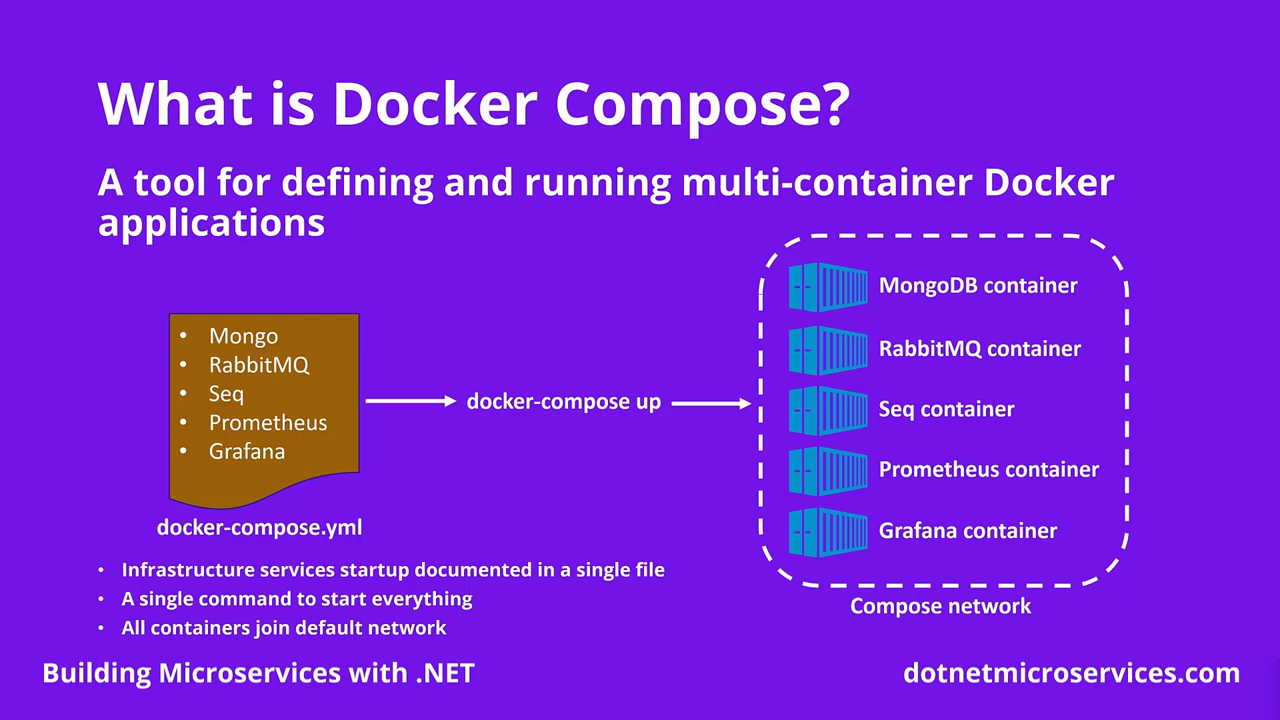 What is Docker Compose?
A tool for defining and running multi-container Docker
applications
• Mongo
• RabbitMQ
• Seq
• Prometheus
• Grafana
docker-compose.yml
docker-compose up
MongoDB container
RabbitMQ container
Seq container
Prometheus container
Grafana container
Compose network
• Infrastructure services startup documented in a single file
• A single command to start everything
• All containers join default network
Building Microservices with .NET
dotnetmicroservices.com